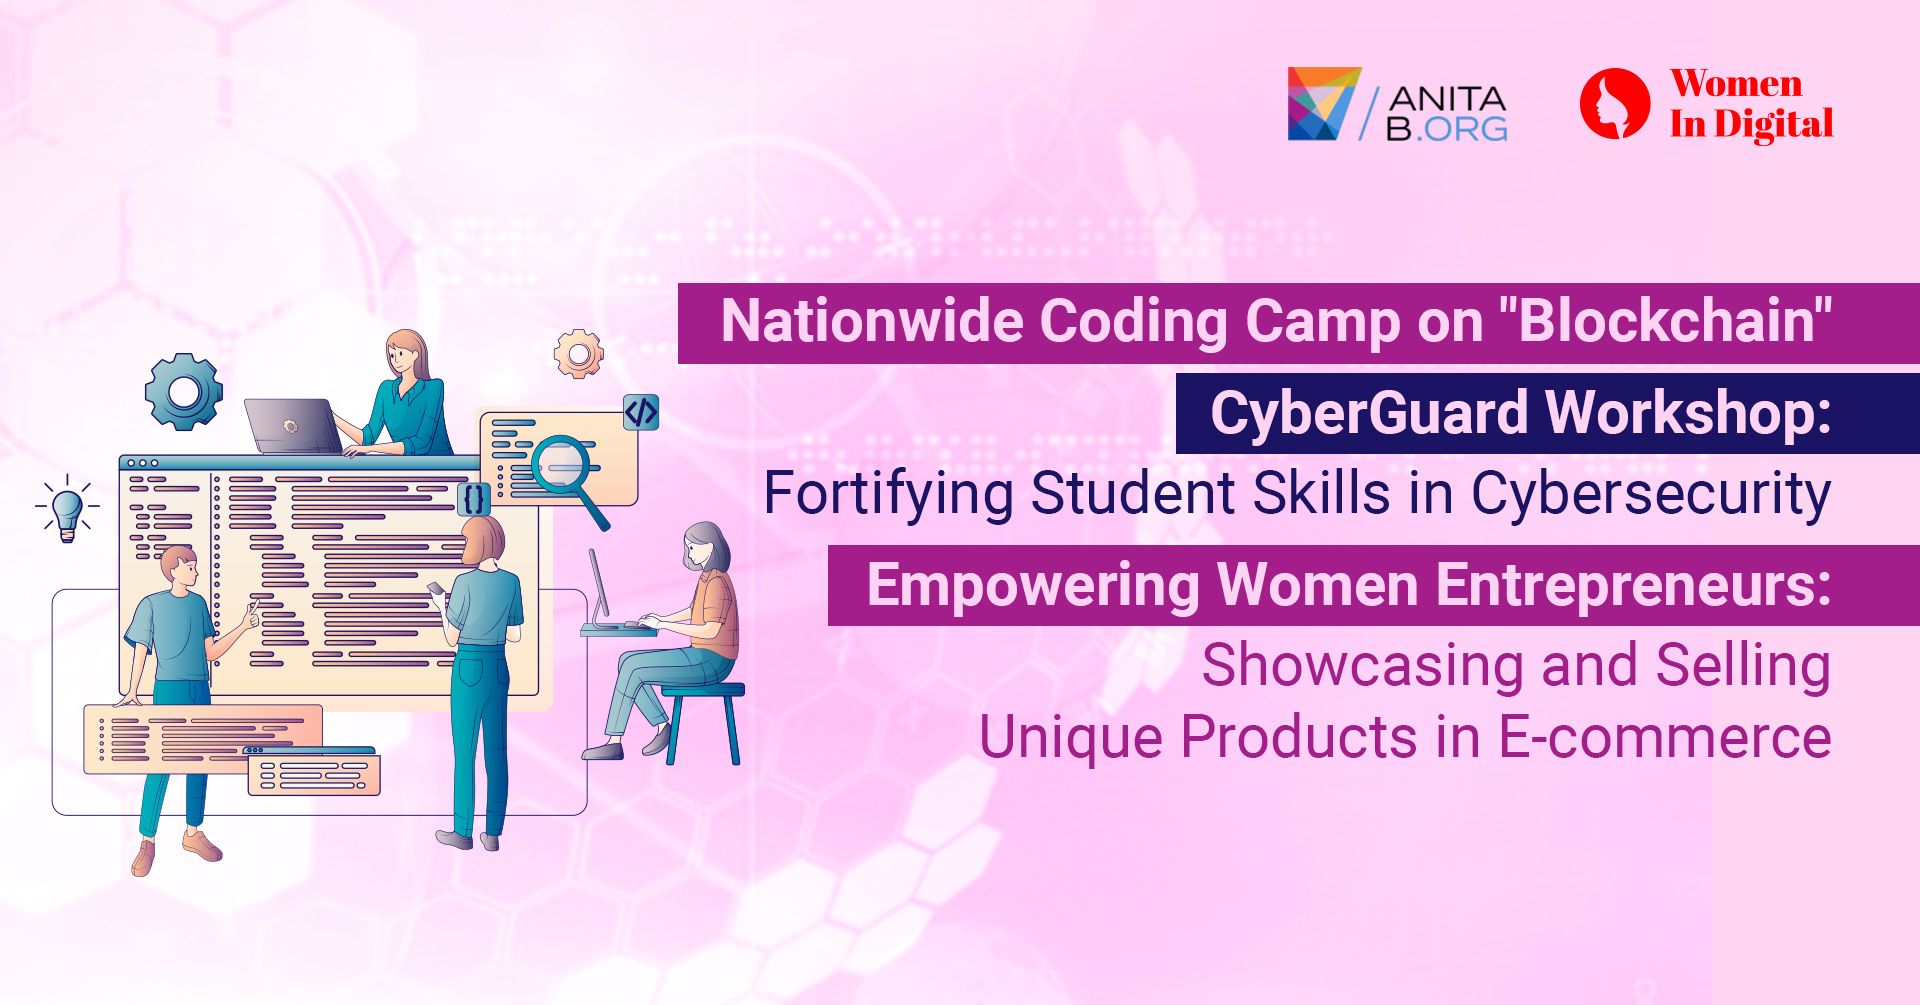 ANITA
B.ORG
Women
In Digital
Nationwide Coding Camp on "Blockchain"
CyberGuard Workshop:
Fortifying Student Skills in Cybersecurity
Empowering Women Entrepreneurs:
Showcasing and Selling
Unique Products in E-commerce